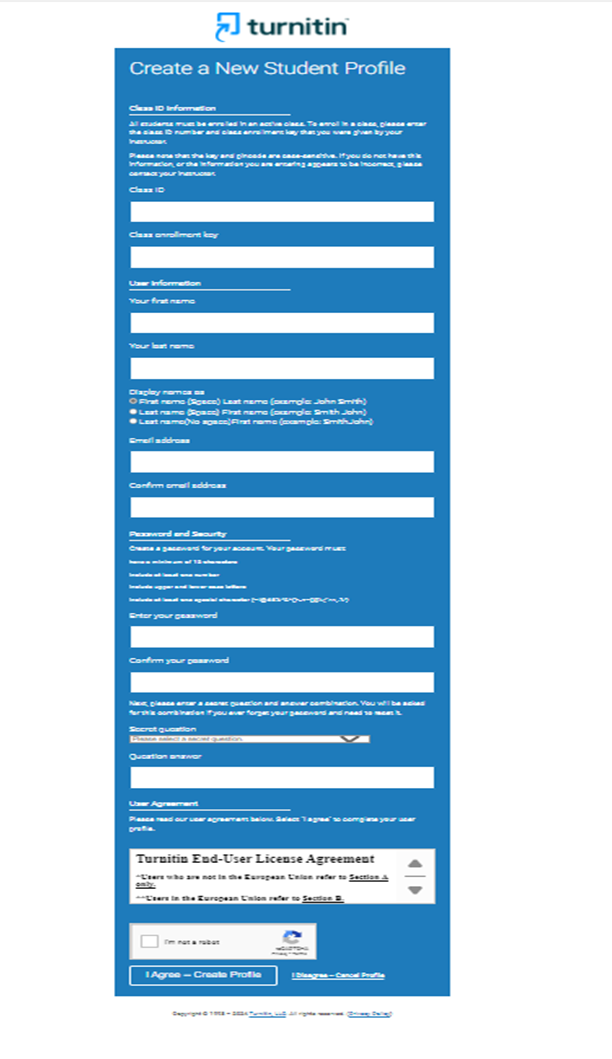 turnitin
Create a New Student Profile
Class ID Information
All students must be enrolled in an active class. To enroll in a class, please enter
the class ID number and class enrollment key that you were given by your
instructor.
Please note that the key and pincode are case-sensitive. If you do not have this
information, or the information you are entering appears to be incorrect, please
contact your instructor.
Class ID
Class enrollment key
User Information
Your first name
Your last name
Display names as
First name (Space) Last name (example: John Smith)
Last name (Space) First name (example: Smith John)
Last name(No space)First name (example: SmithJohn)
Email address
Confirm email address
Password and Security
Create a password for your account. Your password must:
have a minimum of 12 characters
include at least one number
include upper and lower case letters
include at least one special character
Enter your password
Confirm your password
Next, please enter a secret question and answer combination. You will be asked
for this combination if you ever forget your password and need to reset it.
Secret question
Please select a secret question.
Question answer
User Agreement
Please read our user agreement below. Select "I agree" to complete your user
profile.
Turnitin End-User License Agreement
*Users who are not in the European Union refer to Section A
only.
**Users in the European Union refer to Section B.
I'm not a robot
reCAPTCHA
Privacy - Terms
I Agree -- Create Profile
I Disagree -- Cancel Profile
Copyright © 1998 – 2024 Turnitin, LLC. All rights reserved. (Privacy Policy)